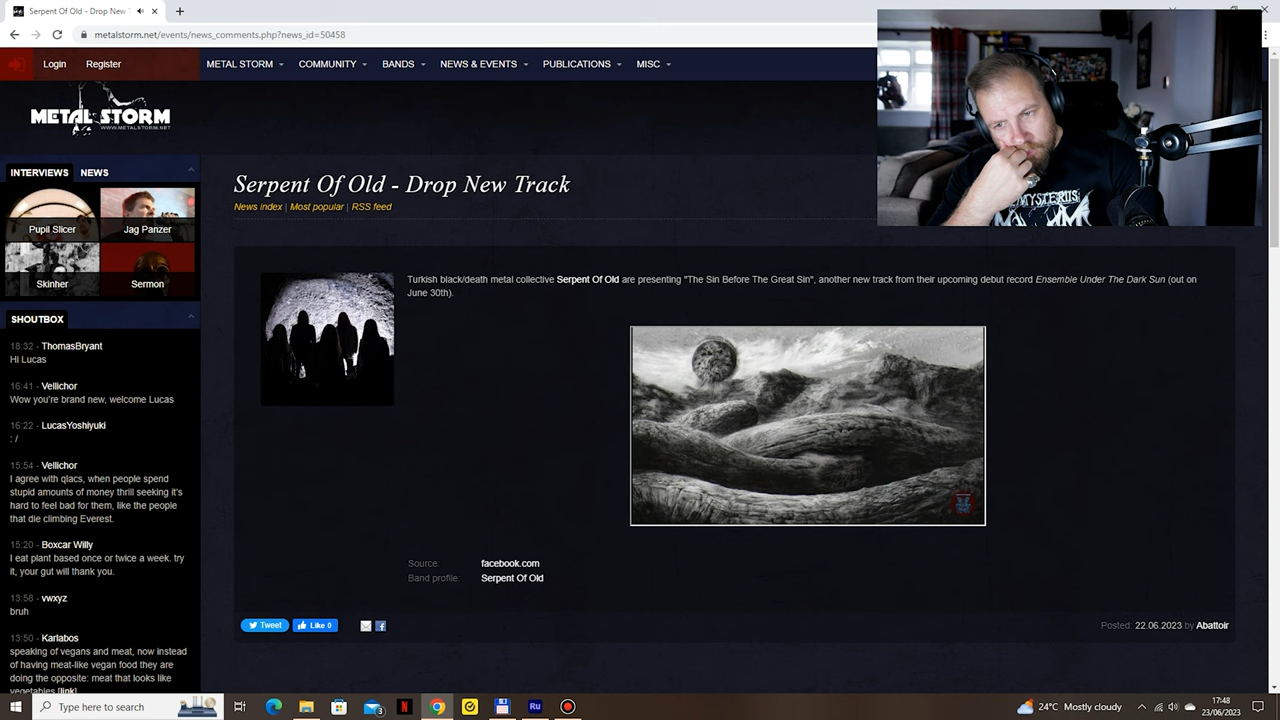 Serpent Of Old - Drop New T
metalstorm.net/events/news_comments.php?news_id=50458
Login Register METAL STORM COMMUNITY BANDS NEWS & EVENTS PUBLICATIONS MISC
METAL STORM
WWW.METALSTORM.NET
INTERVIEWS NEWS
Pupil Slicer Jag Panzer
Skinher Sermon
SHOUTBOX
18:32 - ThomasBryant
Hi Lucas
16:41 - Vellichor
Wow you're brand new, welcome Lucas
16:22 - LucasYoshiyuki
: /
15:54 - Vellichor
I agree with qlacs, when people spend
stupid amounts of money thrill seeking it's
hard to feel bad for them, like the people
that die climbing Everest.
15:20 - Boxcar Willy
I eat plant based once or twice a week. try
it, your gut will thank you.
13:58 - vwxyz
bruh
13:50 - Karlabos
speaking of vegans and meat, now instead
of having meat-like vegan food they are
doing the opposite: meat that looks like
vegetables [link]
Serpent Of Old - Drop New Track
News index | Most popular | RSS feed
Turkish black/death metal collective Serpent Of Old are presenting "The Sin Before The Great Sin", another new track from their upcoming debut record Ensemble Under The Dark Sun (out on
June 30th).
Source: facebook.com
Band profile: Serpent Of Old
Tweet Like 0
Posted: 22.06.2023 by Abattoir
MYSTERIIS
Type here to search
3
N
Ru
24°C Mostly cloudy
17:48
23/06/2023